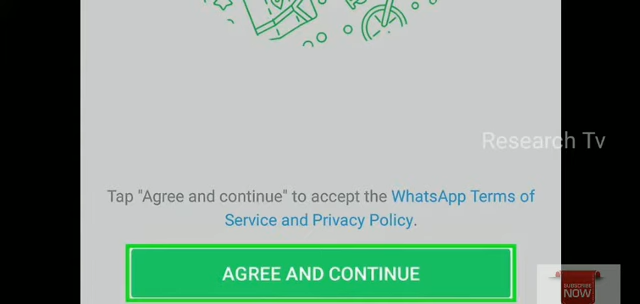 Research Tv
Tap "Agree and continue" to accept the WhatsApp Terms of
Service and Privacy Policy.
AGREE AND CONTINUE
SUBSCRIBE
NOW